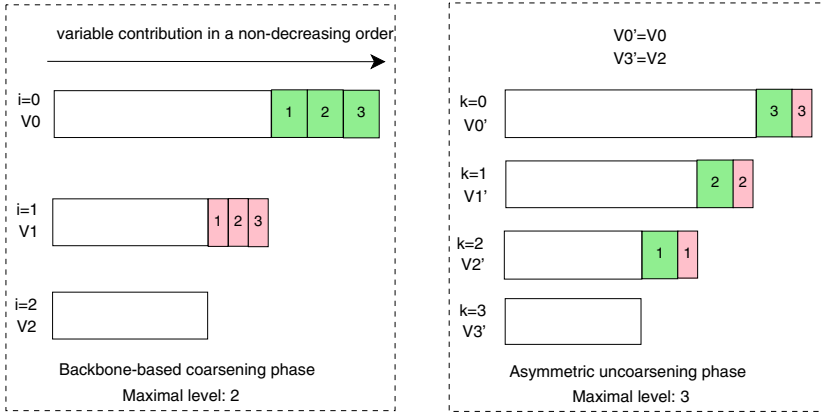 variable contribution in a non-decreasing order
i=0
V0
1 2 3
i=1
V1
1 2 3
i=2
V2
Backbone-based coarsening phase
Maximal level: 2
V0'=V0
V3'=V2
k=0
V0'
3 3
k=1
V1'
2 2
k=2
V2'
1 1
k=3
V3'
Asymmetric uncoarsening phase
Maximal level: 3